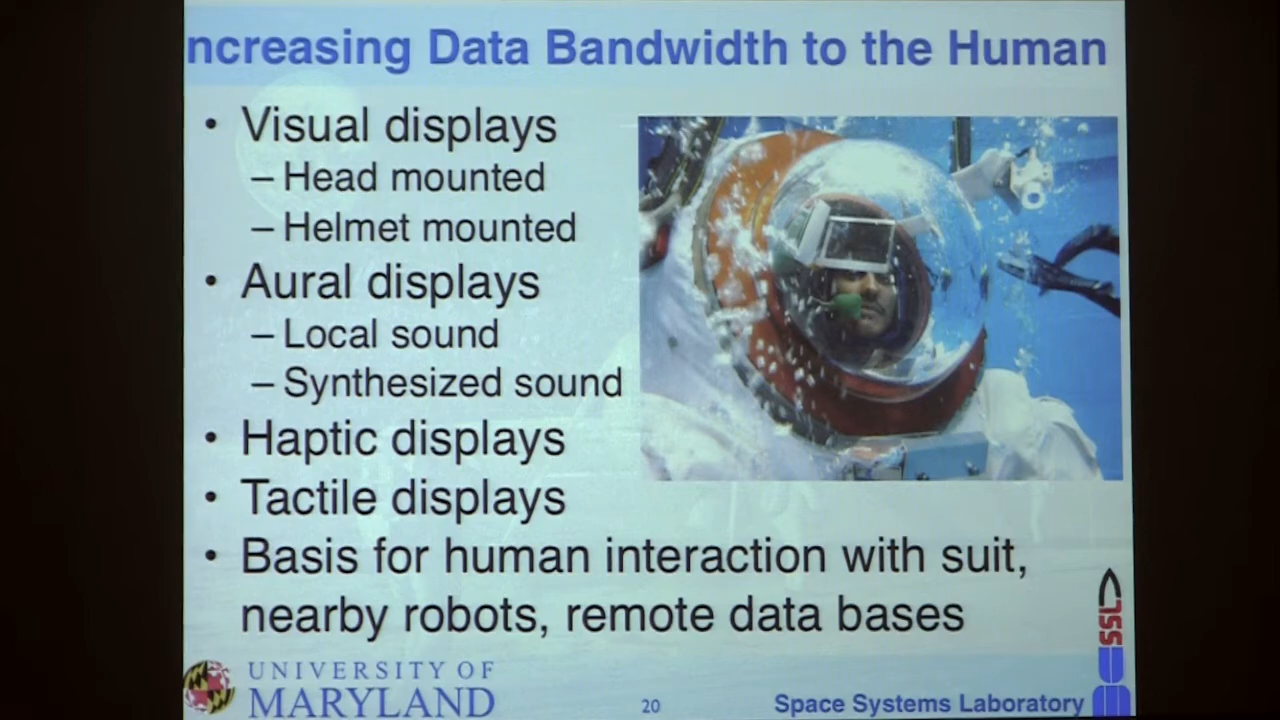 ncreasing Data Bandwidth to the Human
• Visual displays
– Head mounted
– Helmet mounted
• Aural displays
– Local sound
– Synthesized sound
• Haptic displays
• Tactile displays
• Basis for human interaction with suit,
nearby robots, remote data bases
UNIVERSITY OF
MARYLAND
20
Space Systems Laboratory
SSL